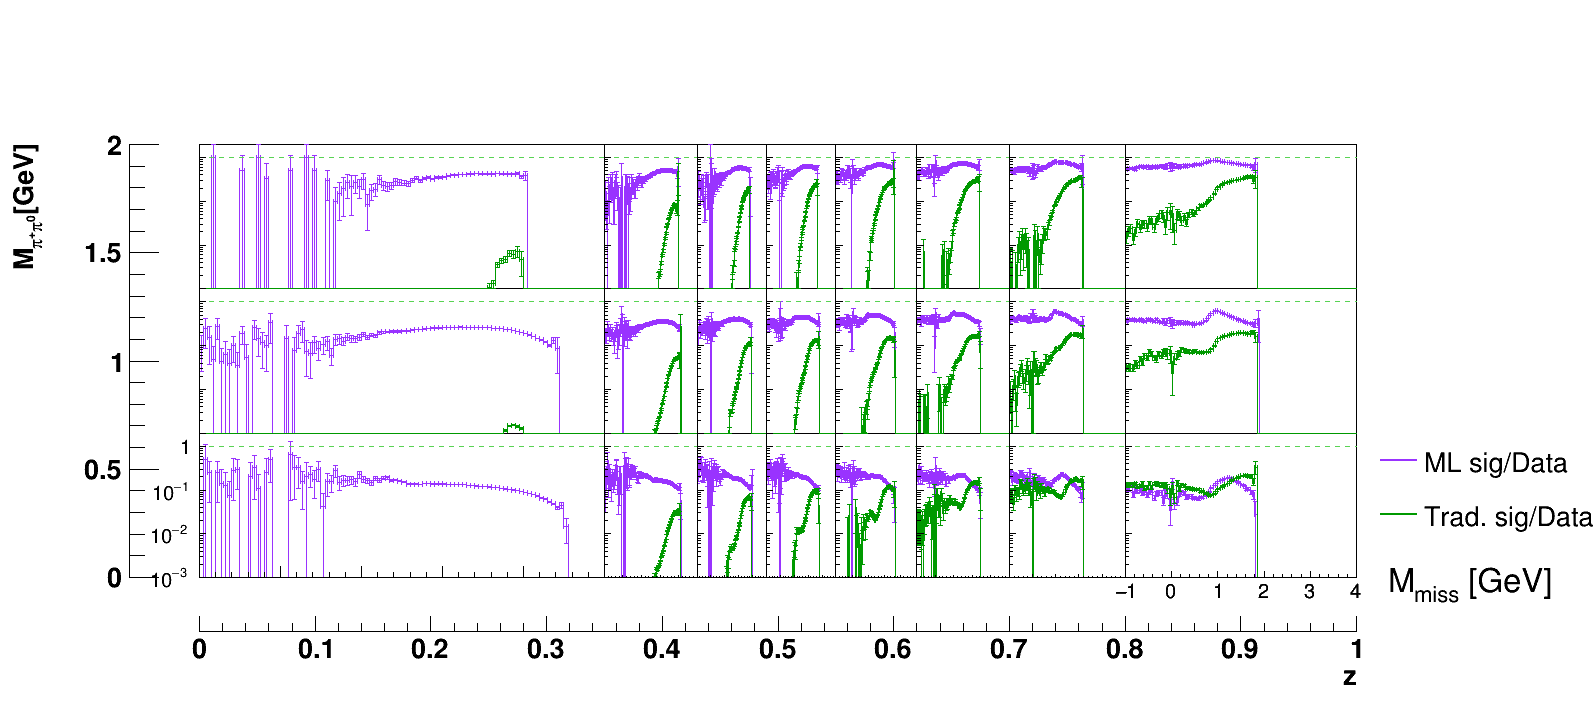 M π⁺π⁰ [GeV]
2
1.5
1
0.5
0
1
10⁻¹
10⁻²
10⁻³
ML sig/Data
Trad. sig/Data
−1 0 1 2 3 4
M miss [GeV]
0 0.1 0.2 0.3 0.4 0.5 0.6 0.7 0.8 0.9 1
z